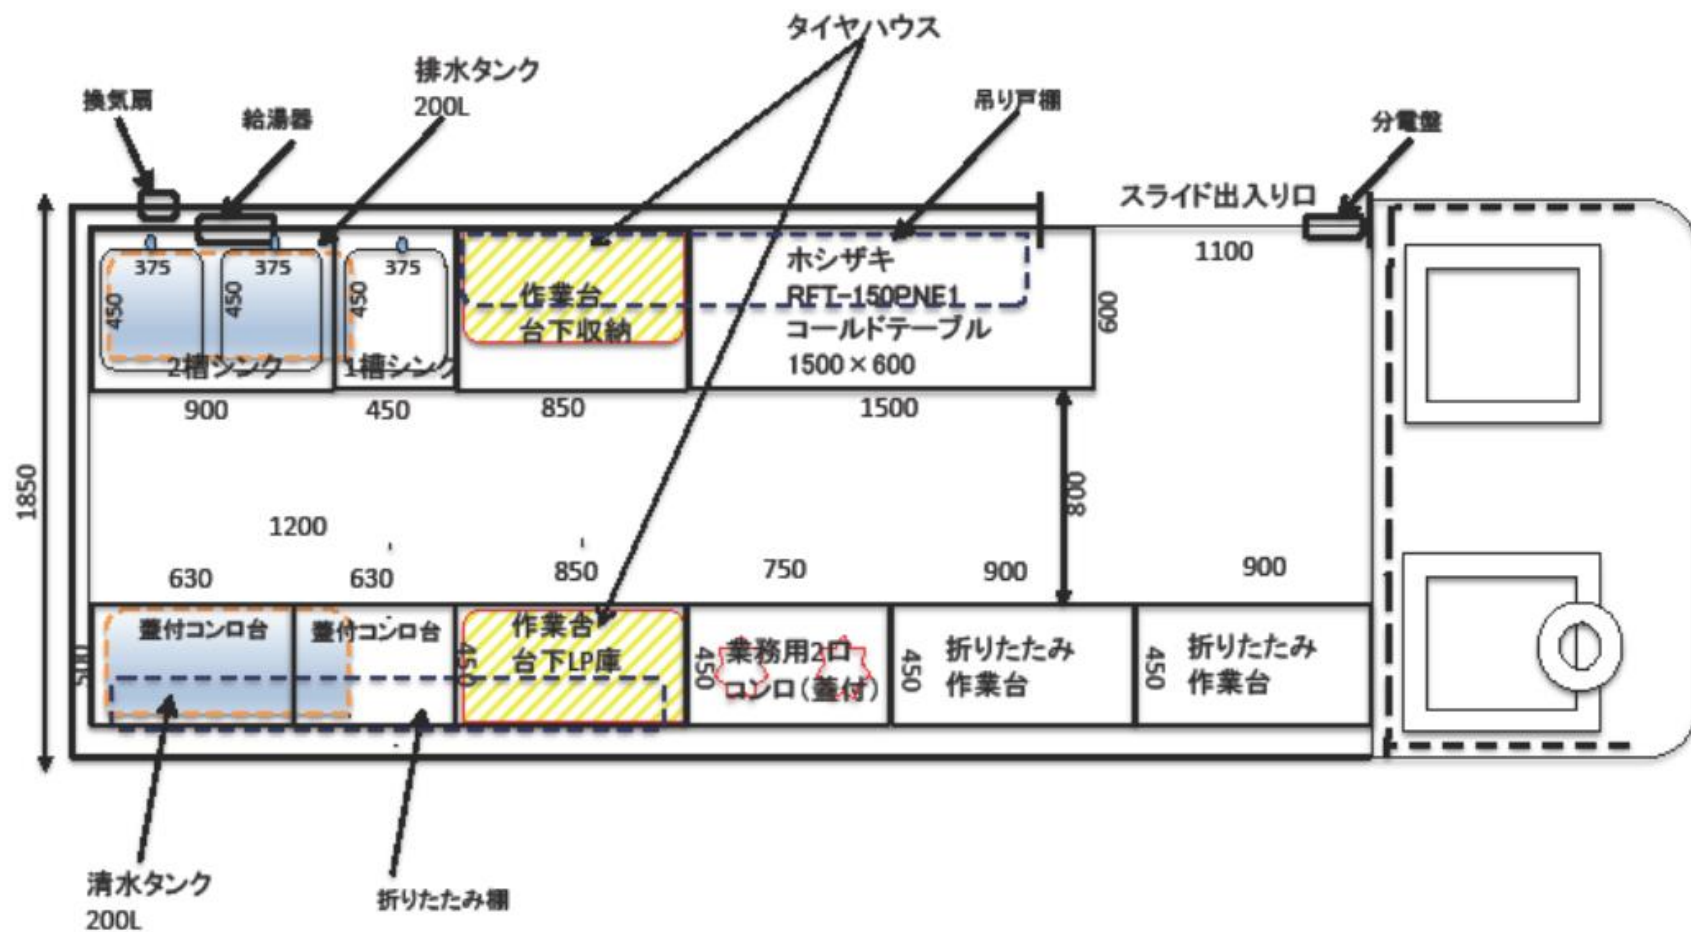 タイヤハウス
換気扇
給湯器
排水タンク
200L
吊り戸棚
分電盤
スライド出入り口
1100
375
375
375
450
450
450
2槽シンク
1槽シンク
作業台
台下収納
ホシザキ
RFT-150PNE1
コールドテーブル
1500×600
600
900
450
850
1500
1850
1200
800
630
630
850
750
900
900
500
蓋付コンロ台
蓋付コンロ台
450
作業台
台下LP庫
450
業務用2口
コンロ(蓋付)
450
折りたたみ
作業台
450
折りたたみ
作業台
清水タンク
200L
折りたたみ棚